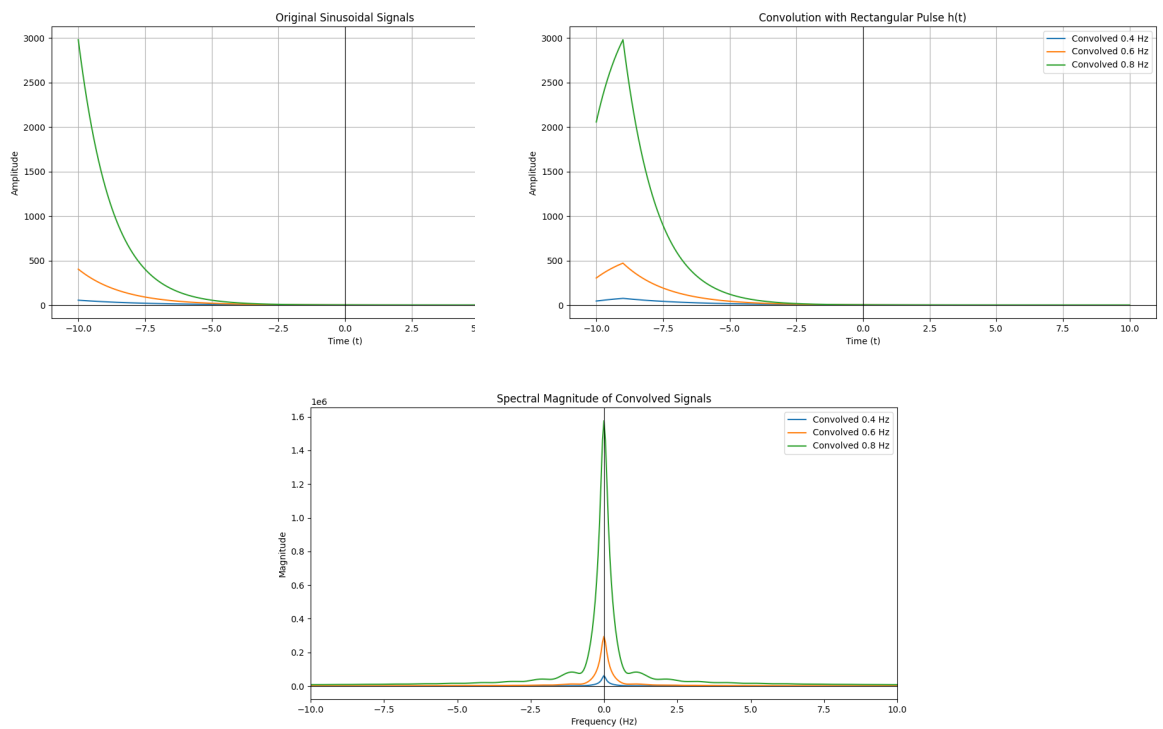 Original Sinusoidal Signals
3000
2500
2000
1500
1000
500
0
Amplitude
−10.0 −7.5 −5.0 −2.5 0.0 2.5 5
Time (t)
Convolution with Rectangular Pulse h(t)
Convolved 0.4 Hz
Convolved 0.6 Hz
Convolved 0.8 Hz
3000
2500
2000
1500
1000
500
0
Amplitude
−10.0 −7.5 −5.0 −2.5 0.0 2.5 5.0 7.5 10.0
Time (t)
Spectral Magnitude of Convolved Signals
1e6
Convolved 0.4 Hz
Convolved 0.6 Hz
Convolved 0.8 Hz
1.6
1.4
1.2
1.0
0.8
0.6
0.4
0.2
0.0
Magnitude
−10.0 −7.5 −5.0 −2.5 0.0 2.5 5.0 7.5 10.0
Frequency (Hz)